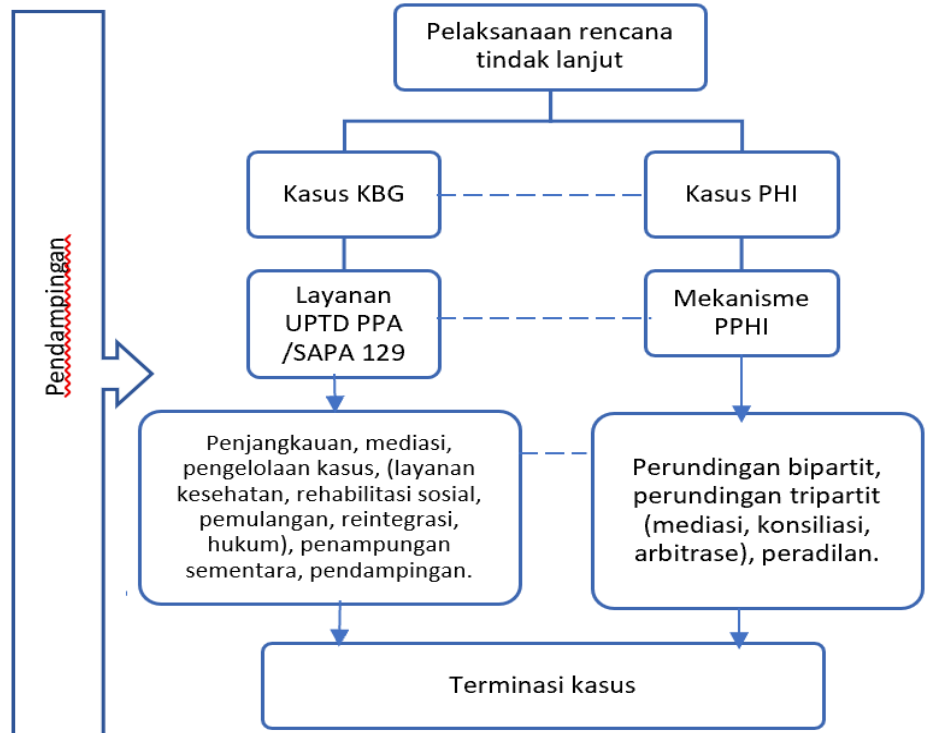 Pendampingan
Pelaksanaan rencana
tindak lanjut
Kasus KBG
Kasus PHI
Layanan
UPTD PPA
/SAPA 129
Mekanisme
PPHI
Penjangkauan, mediasi,
pengelolaan kasus, (layanan
kesehatan, rehabilitasi sosial,
pemulangan, reintegrasi,
hukum), penampungan
sementara, pendampingan.
Perundingan bipartit,
perundingan tripartit
(mediasi, konsiliasi,
arbitrase), peradilan.
Terminasi kasus